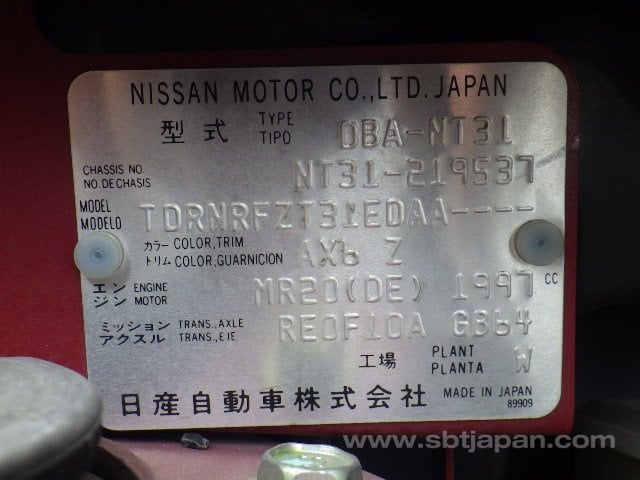 NISSAN MOTOR CO.,LTD. JAPAN
型式 TYPE TIPO DBA-NT31
CHASSIS NO. NO.DE CHASIS NT31-219537
MODEL MODELO TDRNRFZT31EDAA----
カラー COLOR,TRIM トリム COLOR,GUARNICION AX6 Z
エンジン ENGINE MOTOR MR20(DE) 1997 CC
ミッション TRANS.,AXLE アクスル TRANS.,EJE RE0F10A GB64
工場 PLANT PLANTA W
日産自動車株式会社 MADE IN JAPAN
89909
www.sbtjapan.com